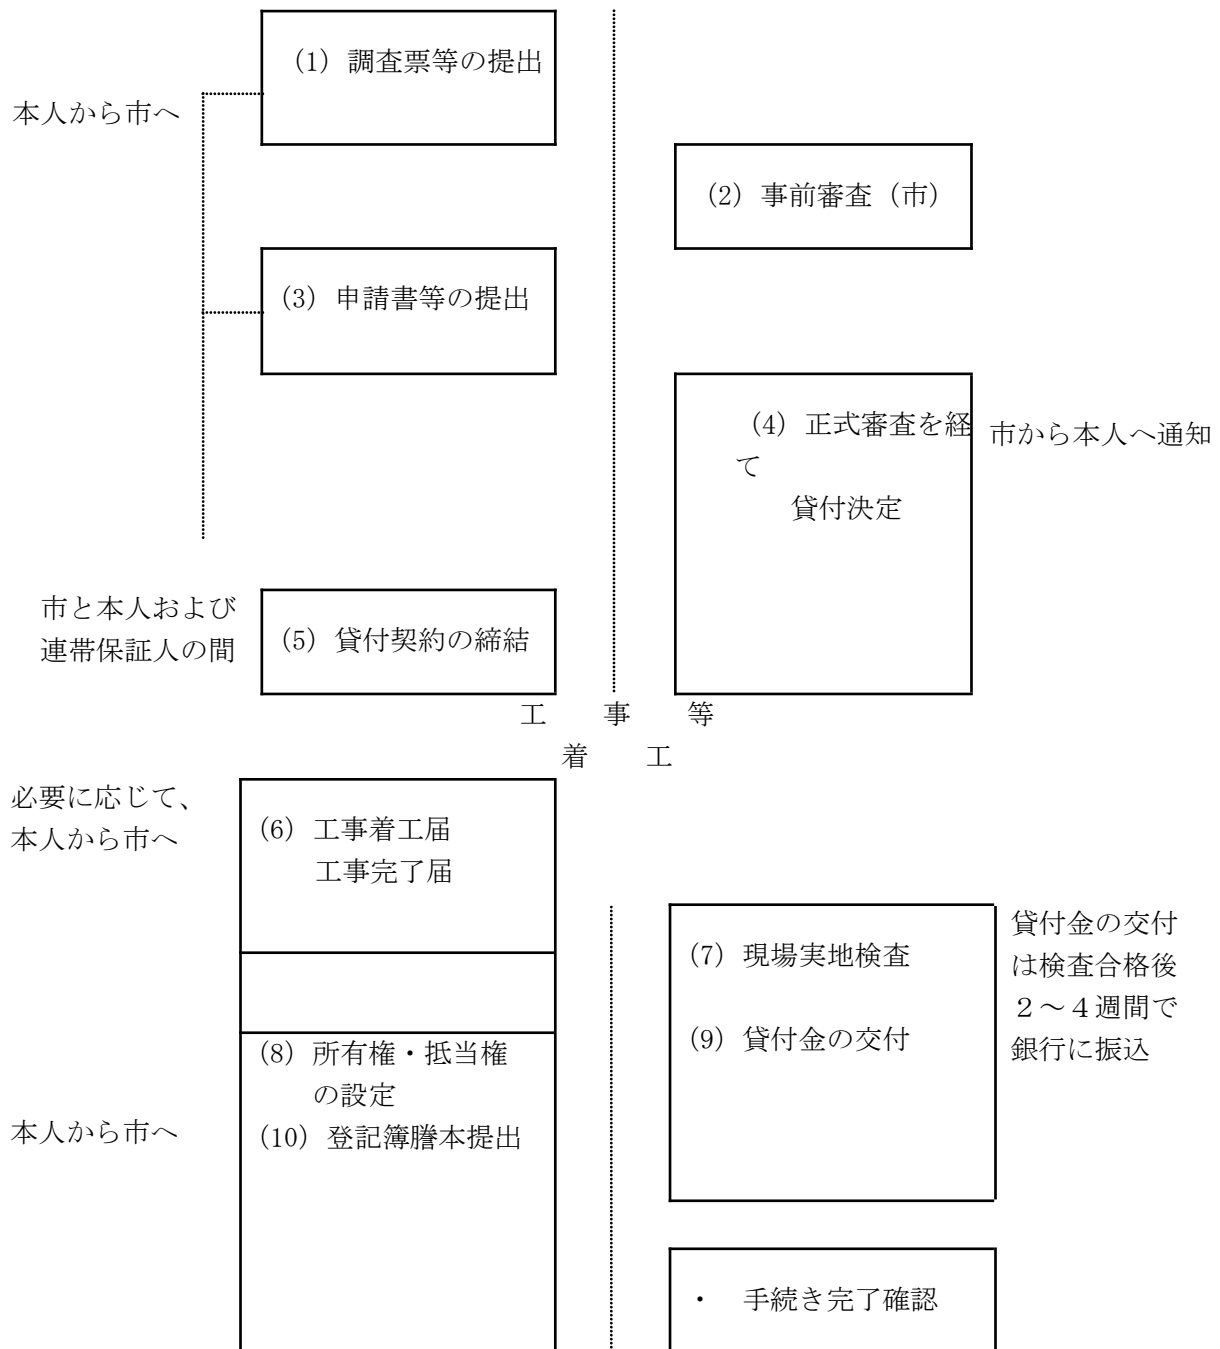 (1) 調査票等の提出
本人から市へ
(2) 事前審査（市）
(3) 申請書等の提出
(4) 正式審査を経
て
貸付決定
市から本人へ通知
市と本人および
連帯保証人の間
(5) 貸付契約の締結
工　事　等
着　工
必要に応じて、
本人から市へ
(6) 工事着工届
工事完了届
(7) 現場実地検査
(9) 貸付金の交付
貸付金の交付
は検査合格後
２～４週間で
銀行に振込
(8) 所有権・抵当権
の設定
本人から市へ
(10) 登記簿謄本提出
・　手続き完了確認